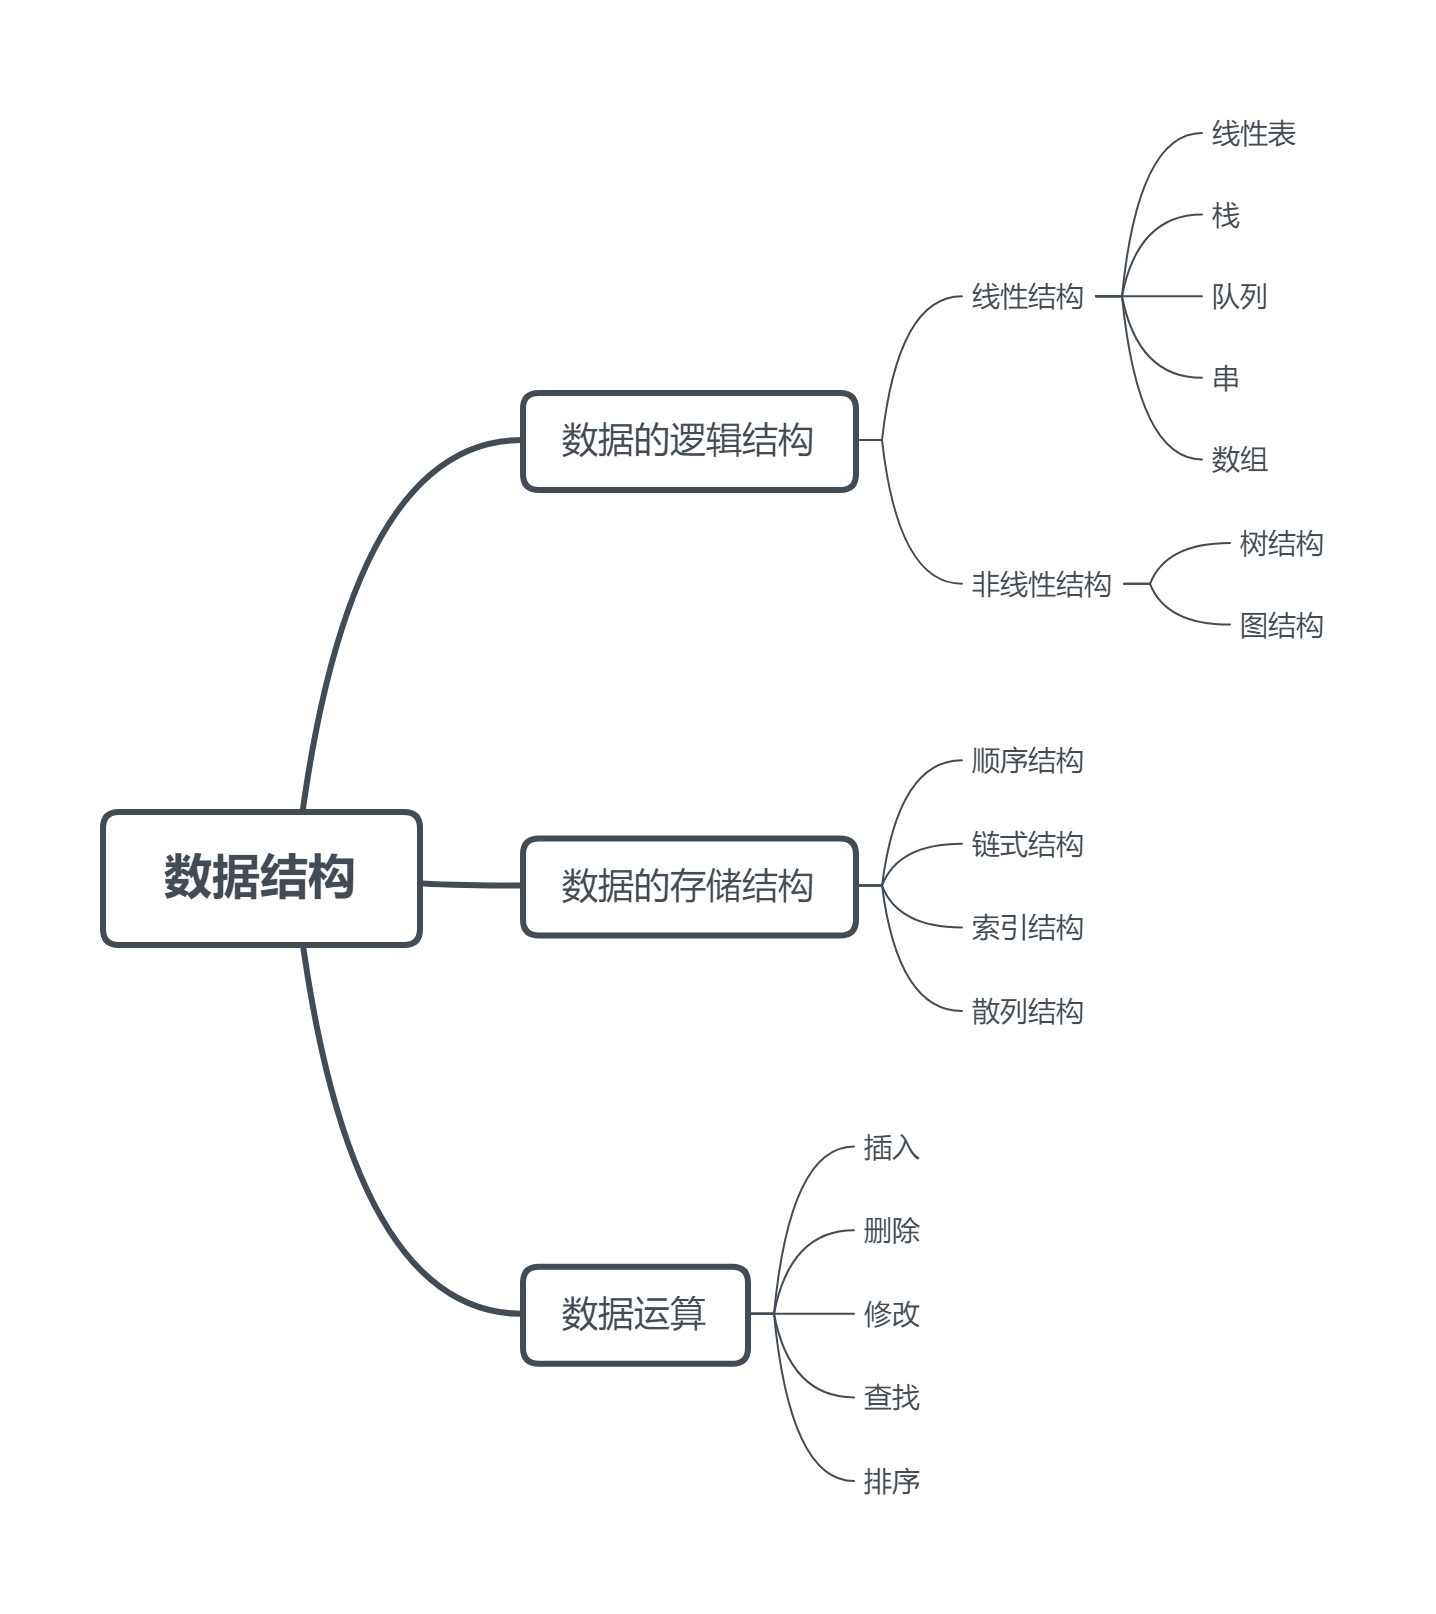 数据结构
数据的逻辑结构
线性结构
线性表
栈
队列
串
数组
非线性结构
树结构
图结构
数据的存储结构
顺序结构
链式结构
索引结构
散列结构
数据运算
插入
删除
修改
查找
排序